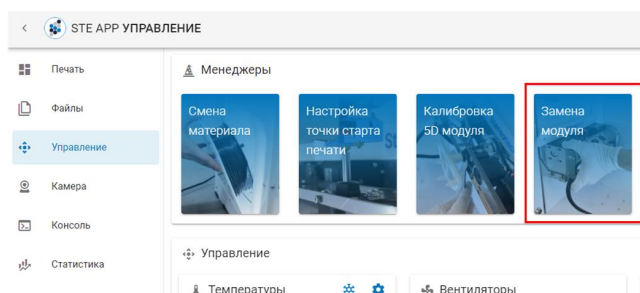 STE APP УПРАВЛЕНИЕ
Печать
Файлы
Управление
Камера
Консоль
Статистика
Менеджеры
Смена
материала
Настройка
точки старта
печати
Калибровка
5D модуля
Замена
модуля
Управление
Температуры
Вентиляторы